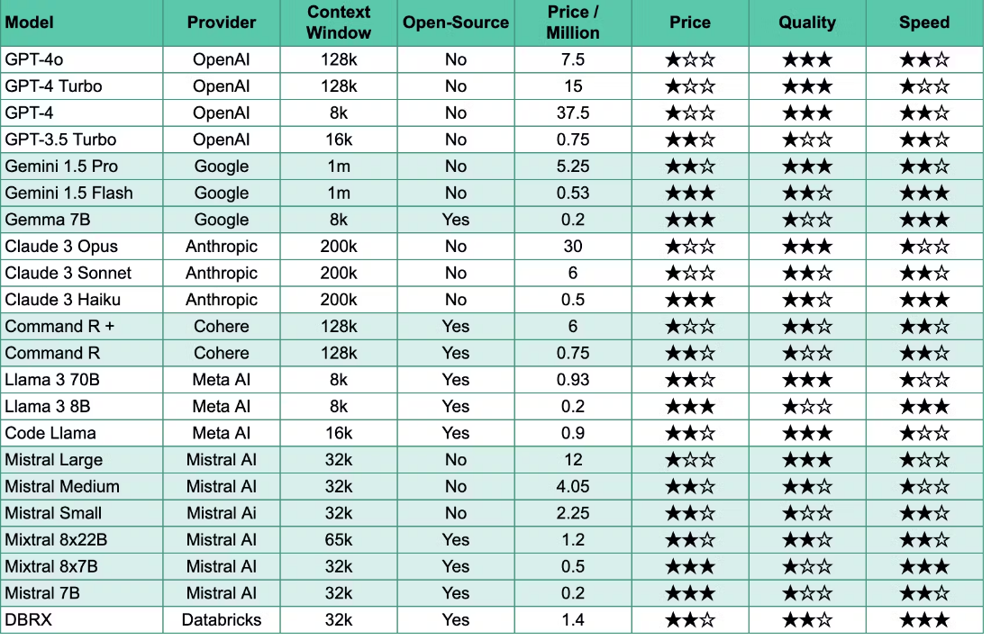 Model Provider Context Window Open-Source Price / Million Price Quality Speed
GPT-4o OpenAI 128k No 7.5 ★☆☆ ★★★ ★★☆
GPT-4 Turbo OpenAI 128k No 15 ★☆☆ ★★★ ★☆☆
GPT-4 OpenAI 8k No 37.5 ★☆☆ ★★★ ★★☆
GPT-3.5 Turbo OpenAI 16k No 0.75 ★★☆ ★☆☆ ★★☆
Gemini 1.5 Pro Google 1m No 5.25 ★★☆ ★★★ ★★☆
Gemini 1.5 Flash Google 1m No 0.53 ★★★ ★★☆ ★★★
Gemma 7B Google 8k Yes 0.2 ★★★ ★☆☆ ★★★
Claude 3 Opus Anthropic 200k No 30 ★☆☆ ★★★ ★☆☆
Claude 3 Sonnet Anthropic 200k No 6 ★☆☆ ★★☆ ★★☆
Claude 3 Haiku Anthropic 200k No 0.5 ★★★ ★★☆ ★★★
Command R + Cohere 128k Yes 6 ★☆☆ ★★☆ ★★☆
Command R Cohere 128k Yes 0.75 ★★☆ ★☆☆ ★★☆
Llama 3 70B Meta AI 8k Yes 0.93 ★★☆ ★★★ ★☆☆
Llama 3 8B Meta AI 8k Yes 0.2 ★★★ ★☆☆ ★★★
Code Llama Meta AI 16k Yes 0.9 ★★☆ ★★★ ★☆☆
Mistral Large Mistral AI 32k No 12 ★☆☆ ★★★ ★☆☆
Mistral Medium Mistral AI 32k No 4.05 ★★☆ ★★☆ ★☆☆
Mistral Small Mistral Ai 32k No 2.25 ★★☆ ★☆☆ ★★☆
Mixtral 8x22B Mistral AI 65k Yes 1.2 ★★☆ ★★☆ ★★☆
Mixtral 8x7B Mistral AI 32k Yes 0.5 ★★★ ★☆☆ ★★★
Mistral 7B Mistral AI 32k Yes 0.2 ★★★ ★☆☆ ★★☆
DBRX Databricks 32k Yes 1.4 ★★☆ ★★☆ ★★★